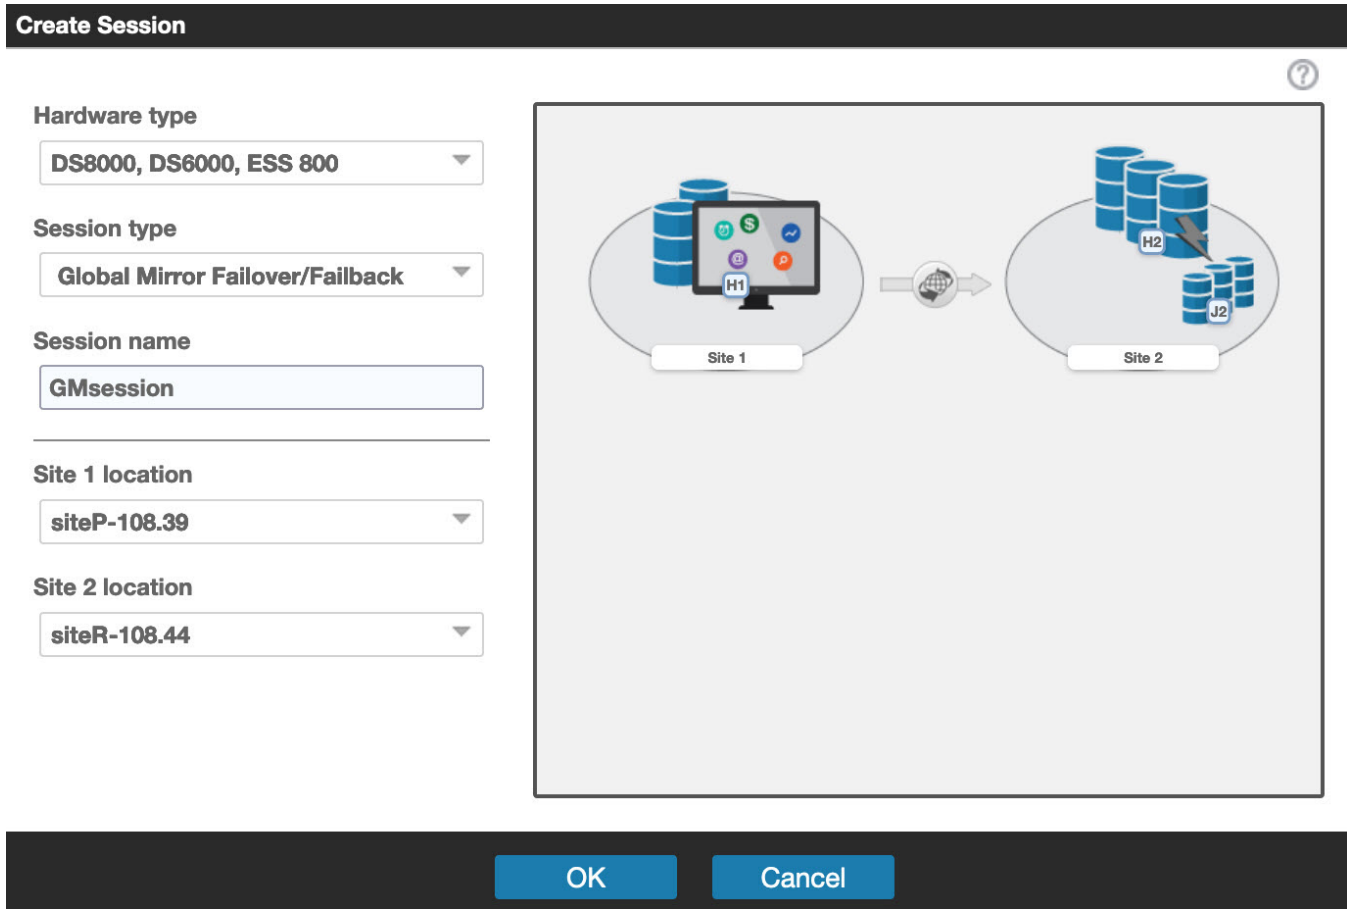 Create Session
?
Hardware type
DS8000, DS6000, ESS 800
Session type
Global Mirror Failover/Failback
Session name
GMsession
Site 1 location
siteP-108.39
Site 2 location
siteR-108.44
$
@
H1
Site 1
H2
J2
Site 2
OK
Cancel